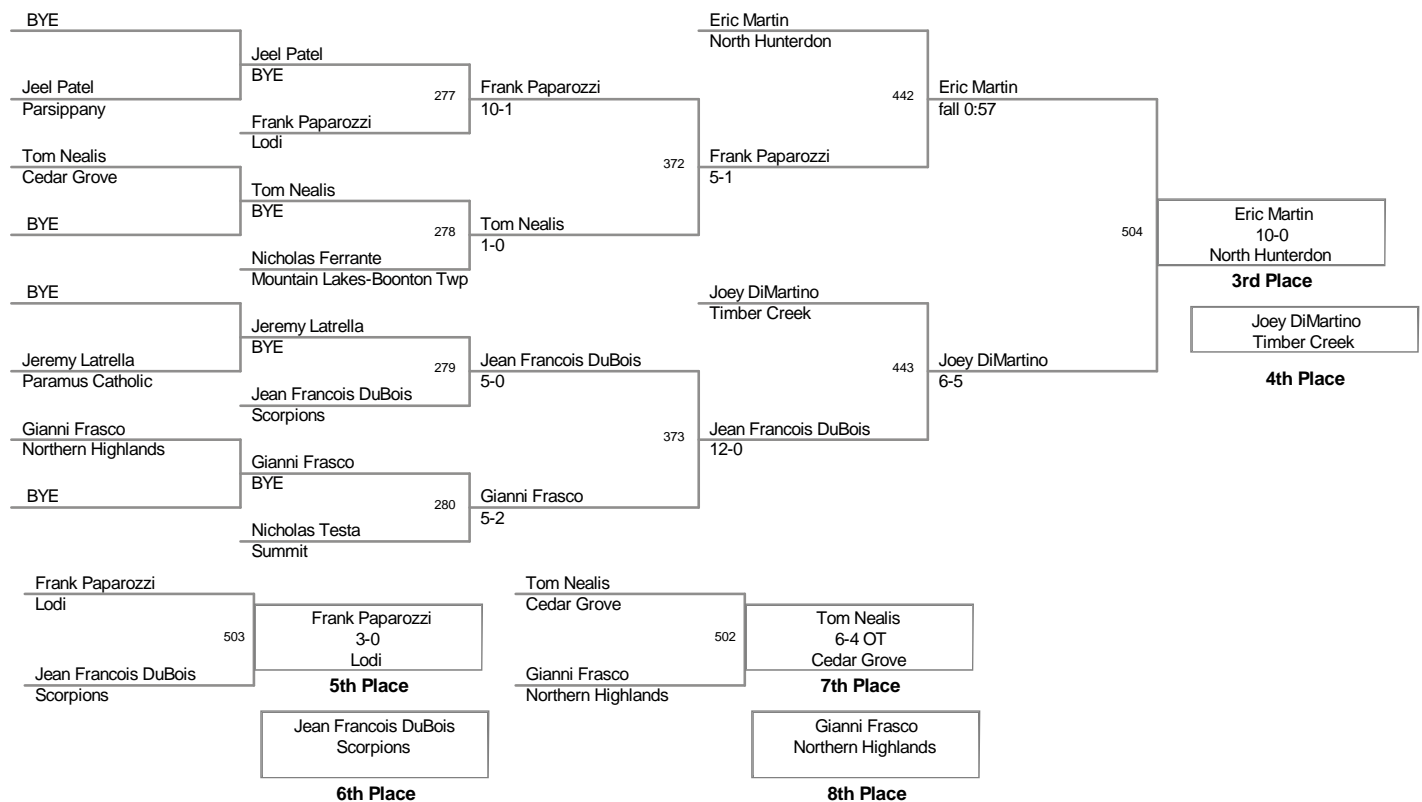 BYE
Jeel Patel
Parsippany
Tom Nealis
Cedar Grove
BYE
BYE
Jeremy Latrella
Paramus Catholic
Gianni Frasco
Northern Highlands
BYE
Jeel Patel
BYE
277
Frank Paparozzi
Lodi
Tom Nealis
BYE
278
Nicholas Ferrante
Mountain Lakes-Boonton Twp
Jeremy Latrella
BYE
279
Jean Francois DuBois
Scorpions
Gianni Frasco
BYE
280
Nicholas Testa
Summit
Frank Paparozzi
10-1
372
Tom Nealis
1-0
Jean Francois DuBois
5-0
373
Gianni Frasco
5-2
Eric Martin
North Hunterdon
442
Frank Paparozzi
5-1
Joey DiMartino
Timber Creek
443
Jean Francois DuBois
12-0
Eric Martin
fall 0:57
504
Joey DiMartino
6-5
Eric Martin
10-0
North Hunterdon
3rd Place
Joey DiMartino
Timber Creek
4th Place
Frank Paparozzi
Lodi
503
Jean Francois DuBois
Scorpions
Frank Paparozzi
3-0
Lodi
5th Place
Jean Francois DuBois
Scorpions
6th Place
Tom Nealis
Cedar Grove
502
Gianni Frasco
Northern Highlands
Tom Nealis
6-4 OT
Cedar Grove
7th Place
Gianni Frasco
Northern Highlands
8th Place